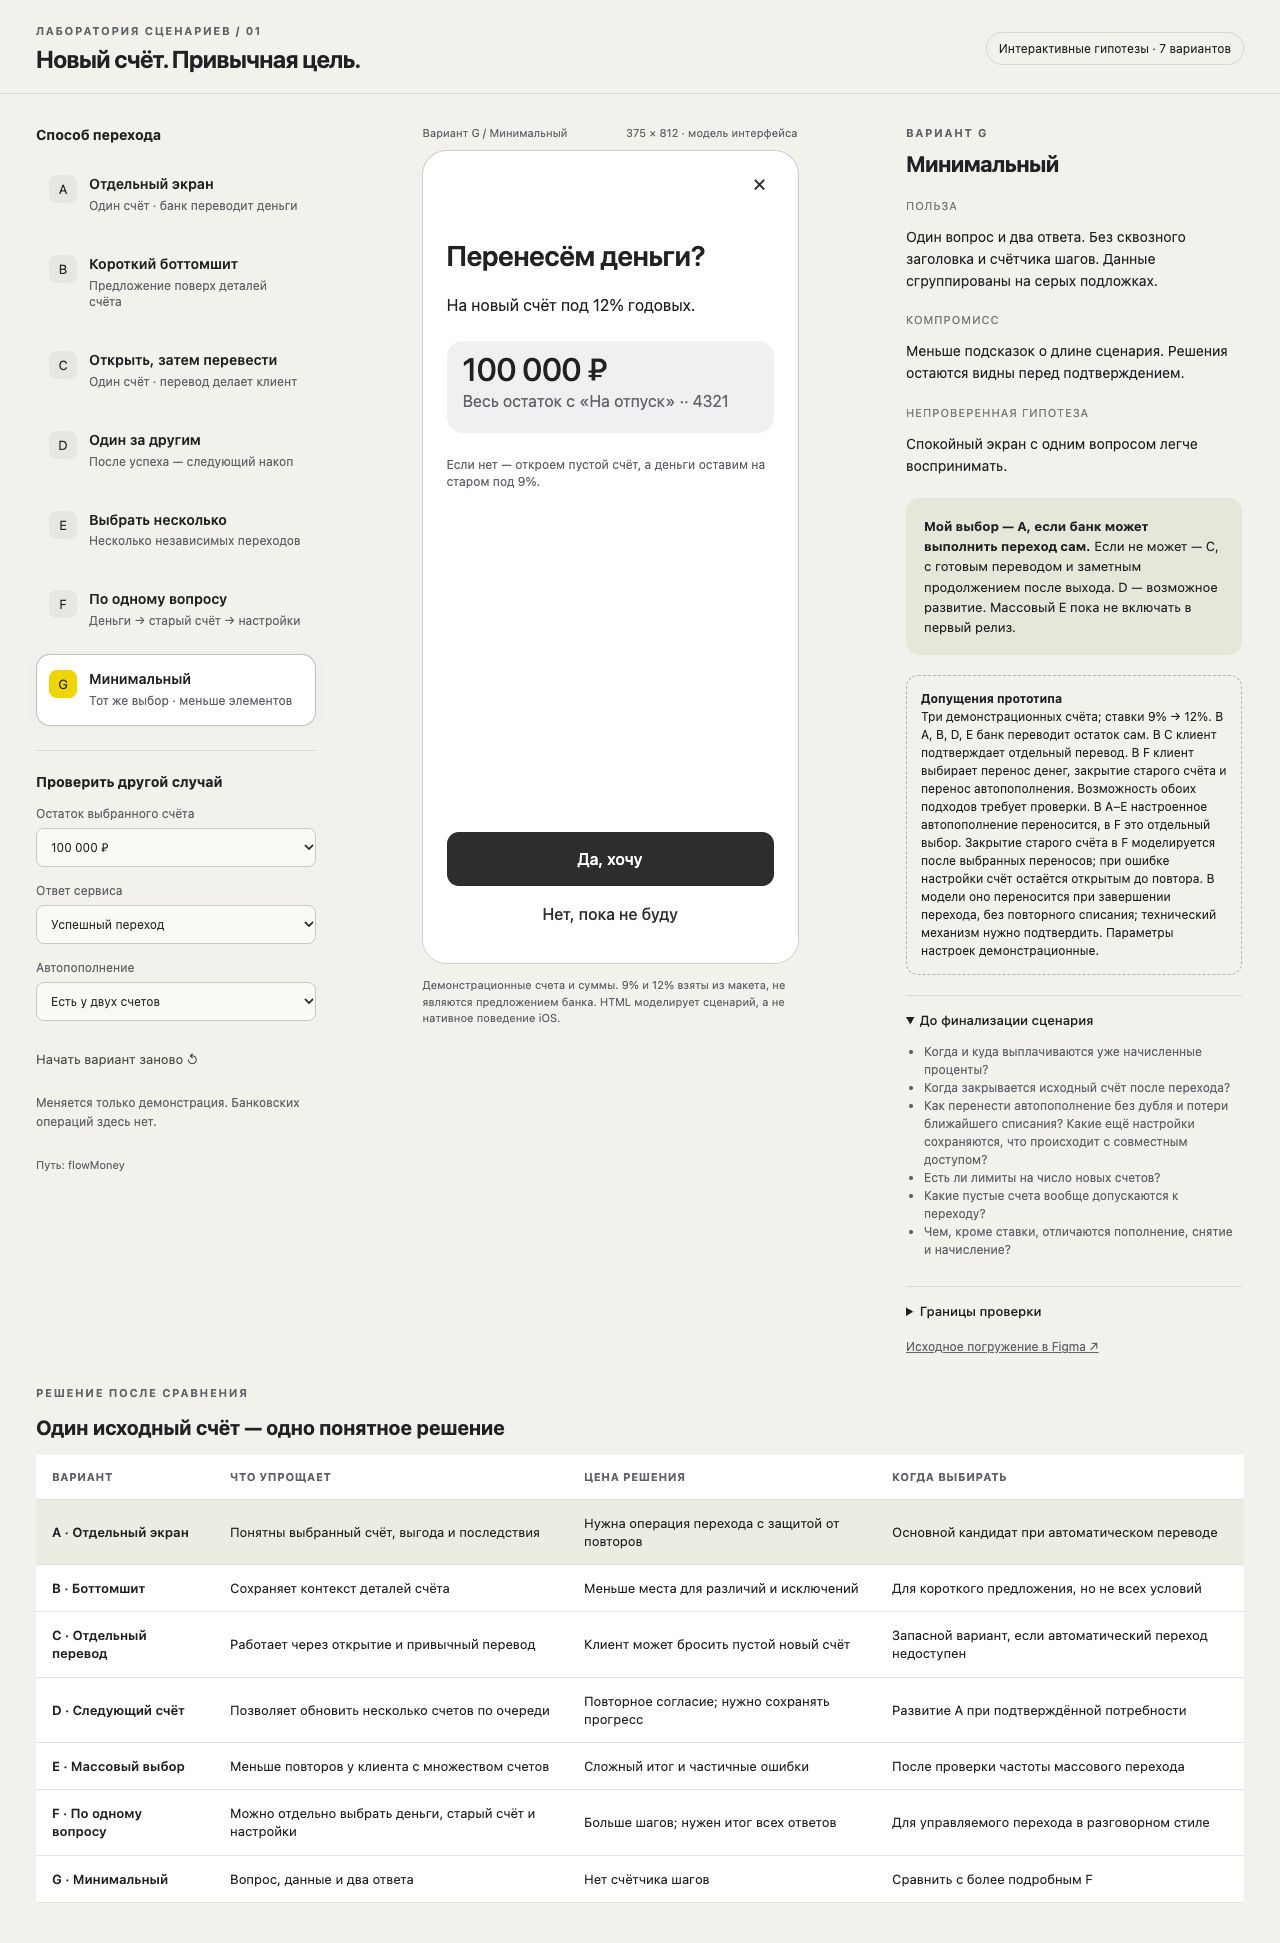 ЛАБОРАТОРИЯ СЦЕНАРИЕВ / 01
Новый счёт. Привычная цель.
Интерактивные гипотезы · 7 вариантов
Способ перехода
A
Отдельный экран
Один счёт · банк переводит деньги
B
Короткий боттомшит
Предложение поверх деталей
счёта
C
Открыть, затем перевести
Один счёт · перевод делает клиент
D
Один за другим
После успеха — следующий накоп
E
Выбрать несколько
Несколько независимых переходов
F
По одному вопросу
Деньги → старый счёт → настройки
G
Минимальный
Тот же выбор · меньше элементов
Проверить другой случай
Остаток выбранного счёта
100 000 ₽
Ответ сервиса
Успешный переход
Автопополнение
Есть у двух счетов
Начать вариант заново ↺
Меняется только демонстрация. Банковских
операций здесь нет.
Путь: flowMoney
Вариант G / Минимальный
375 × 812 · модель интерфейса
✕
Перенесём деньги?
На новый счёт под 12% годовых.
100 000 ₽
Весь остаток с «На отпуск» ·· 4321
Если нет — откроем пустой счёт, а деньги оставим на
старом под 9%.
Да, хочу
Нет, пока не буду
Демонстрационные счета и суммы. 9% и 12% взяты из макета, не
являются предложением банка. HTML моделирует сценарий, а не
нативное поведение iOS.
ВАРИАНТ G
Минимальный
ПОЛЬЗА
Один вопрос и два ответа. Без сквозного
заголовка и счётчика шагов. Данные
сгруппированы на серых подложках.
КОМПРОМИСС
Меньше подсказок о длине сценария. Решения
остаются видны перед подтверждением.
НЕПРОВЕРЕННАЯ ГИПОТЕЗА
Спокойный экран с одним вопросом легче
воспринимать.
Мой выбор — A, если банк может
выполнить переход сам. Если не может — C,
с готовым переводом и заметным
продолжением после выхода. D — возможное
развитие. Массовый E пока не включать в
первый релиз.
Допущения прототипа
Три демонстрационных счёта; ставки 9% → 12%. В
A, B, D, E банк переводит остаток сам. В C клиент
подтверждает отдельный перевод. В F клиент
выбирает перенос денег, закрытие старого счёта и
перенос автопополнения. Возможность обоих
подходов требует проверки. В A–E настроенное
автопополнение переносится, в F это отдельный
выбор. Закрытие старого счёта в F моделируется
после выбранных переносов; при ошибке
настройки счёт остаётся открытым до повтора. В
модели оно переносится при завершении
перехода, без повторного списания; технический
механизм нужно подтвердить. Параметры
настроек демонстрационные.
▼ До финализации сценария
• Когда и куда выплачиваются уже начисленные
проценты?
• Когда закрывается исходный счёт после перехода?
• Как перенести автопополнение без дубля и потери
ближайшего списания? Какие ещё настройки
сохраняются, что происходит с совместным
доступом?
• Есть ли лимиты на число новых счетов?
• Какие пустые счета вообще допускаются к
переходу?
• Чем, кроме ставки, отличаются пополнение, снятие
и начисление?
▶ Границы проверки
Исходное погружение в Figma ↗
РЕШЕНИЕ ПОСЛЕ СРАВНЕНИЯ
Один исходный счёт — одно понятное решение
ВАРИАНТ
ЧТО УПРОЩАЕТ
ЦЕНА РЕШЕНИЯ
КОГДА ВЫБИРАТЬ
A · Отдельный экран
Понятны выбранный счёт, выгода и последствия
Нужна операция перехода с защитой от
повторов
Основной кандидат при автоматическом переводе
B · Боттомшит
Сохраняет контекст деталей счёта
Меньше места для различий и исключений
Для короткого предложения, но не всех условий
C · Отдельный
перевод
Работает через открытие и привычный перевод
Клиент может бросить пустой новый счёт
Запасной вариант, если автоматический переход
недоступен
D · Следующий счёт
Позволяет обновить несколько счетов по очереди
Повторное согласие; нужно сохранять
прогресс
Развитие A при подтверждённой потребности
E · Массовый выбор
Меньше повторов у клиента с множеством счетов
Сложный итог и частичные ошибки
После проверки частоты массового перехода
F · По одному
вопросу
Можно отдельно выбрать деньги, старый счёт и
настройки
Больше шагов; нужен итог всех ответов
Для управляемого перехода в разговорном стиле
G · Минимальный
Вопрос, данные и два ответа
Нет счётчика шагов
Сравнить с более подробным F